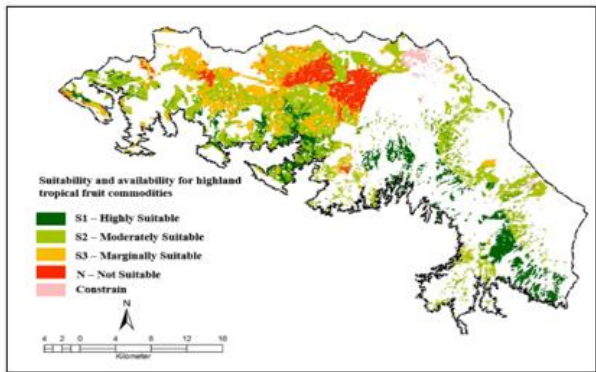 Suitability and availability for highland
tropical fruit commodities
S1 – Highly Suitable
S2 – Moderately Suitable
S3 – Marginally Suitable
N – Not Suitable
Constrain
N
4 2 0 4 8 12 16
Kilometer